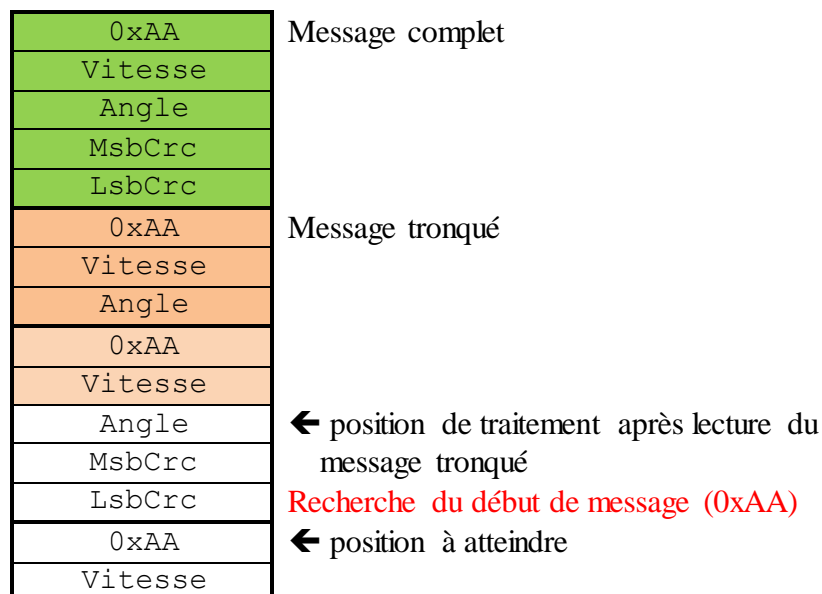 0xAA Message complet
Vitesse
Angle
MsbCrc
LsbCrc
0xAA Message tronqué
Vitesse
Angle
0xAA
Vitesse
Angle 🡸 position de traitement après lecture du
MsbCrc message tronqué
LsbCrc Recherche du début de message (0xAA)
0xAA 🡸 position à atteindre
Vitesse